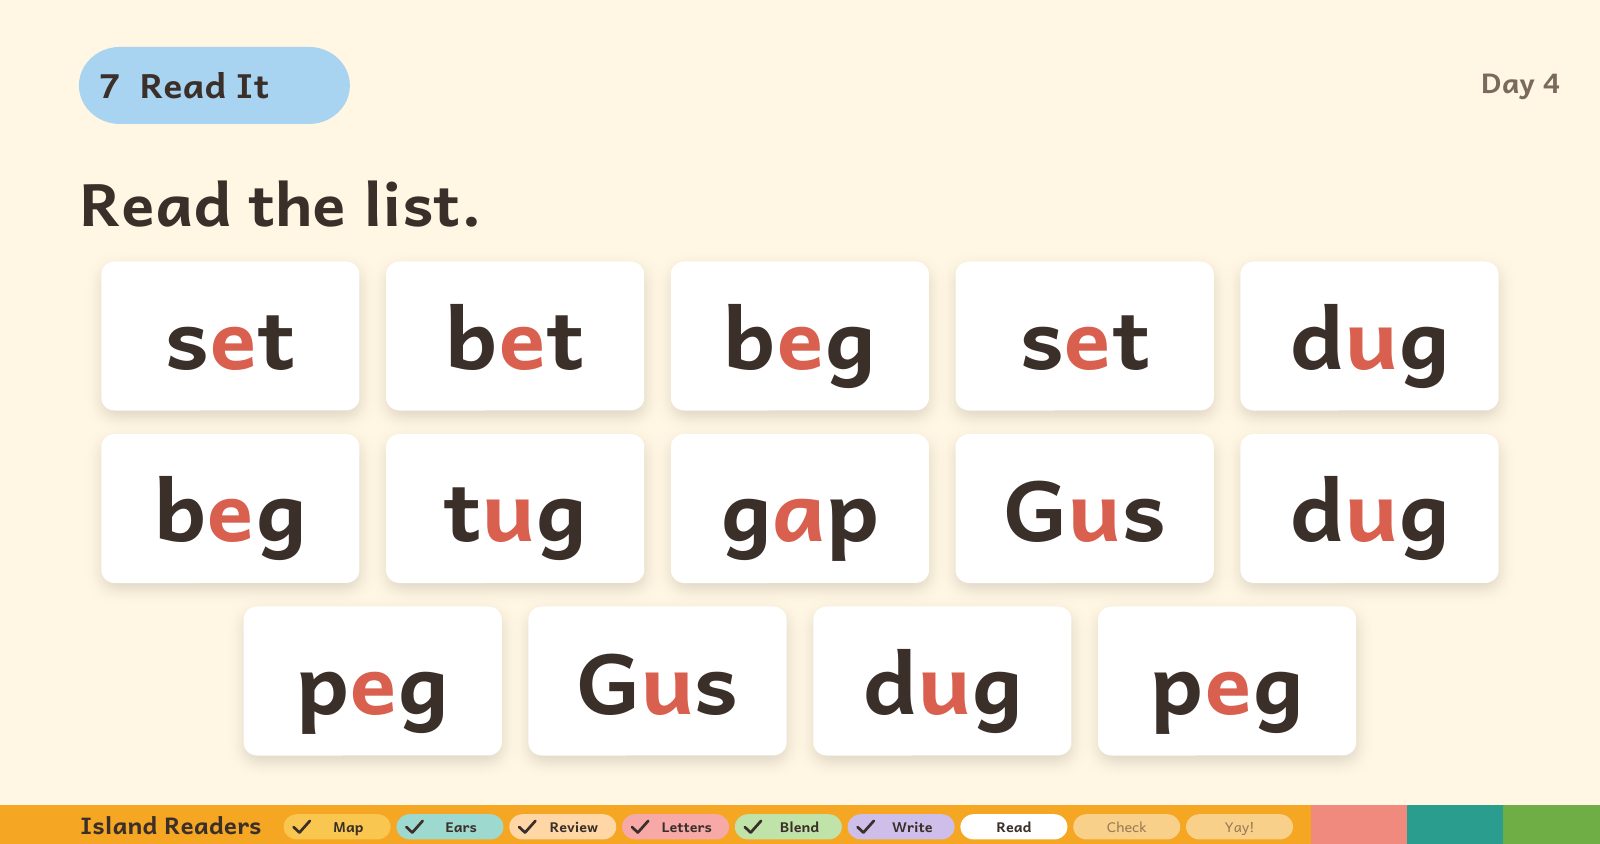 7 Read It
Day 4
Read the list.
set bet beg set dug
beg tug gap Gus dug
peg Gus dug peg
Island Readers Map Ears Review Letters Blend Write Read Check Yay!